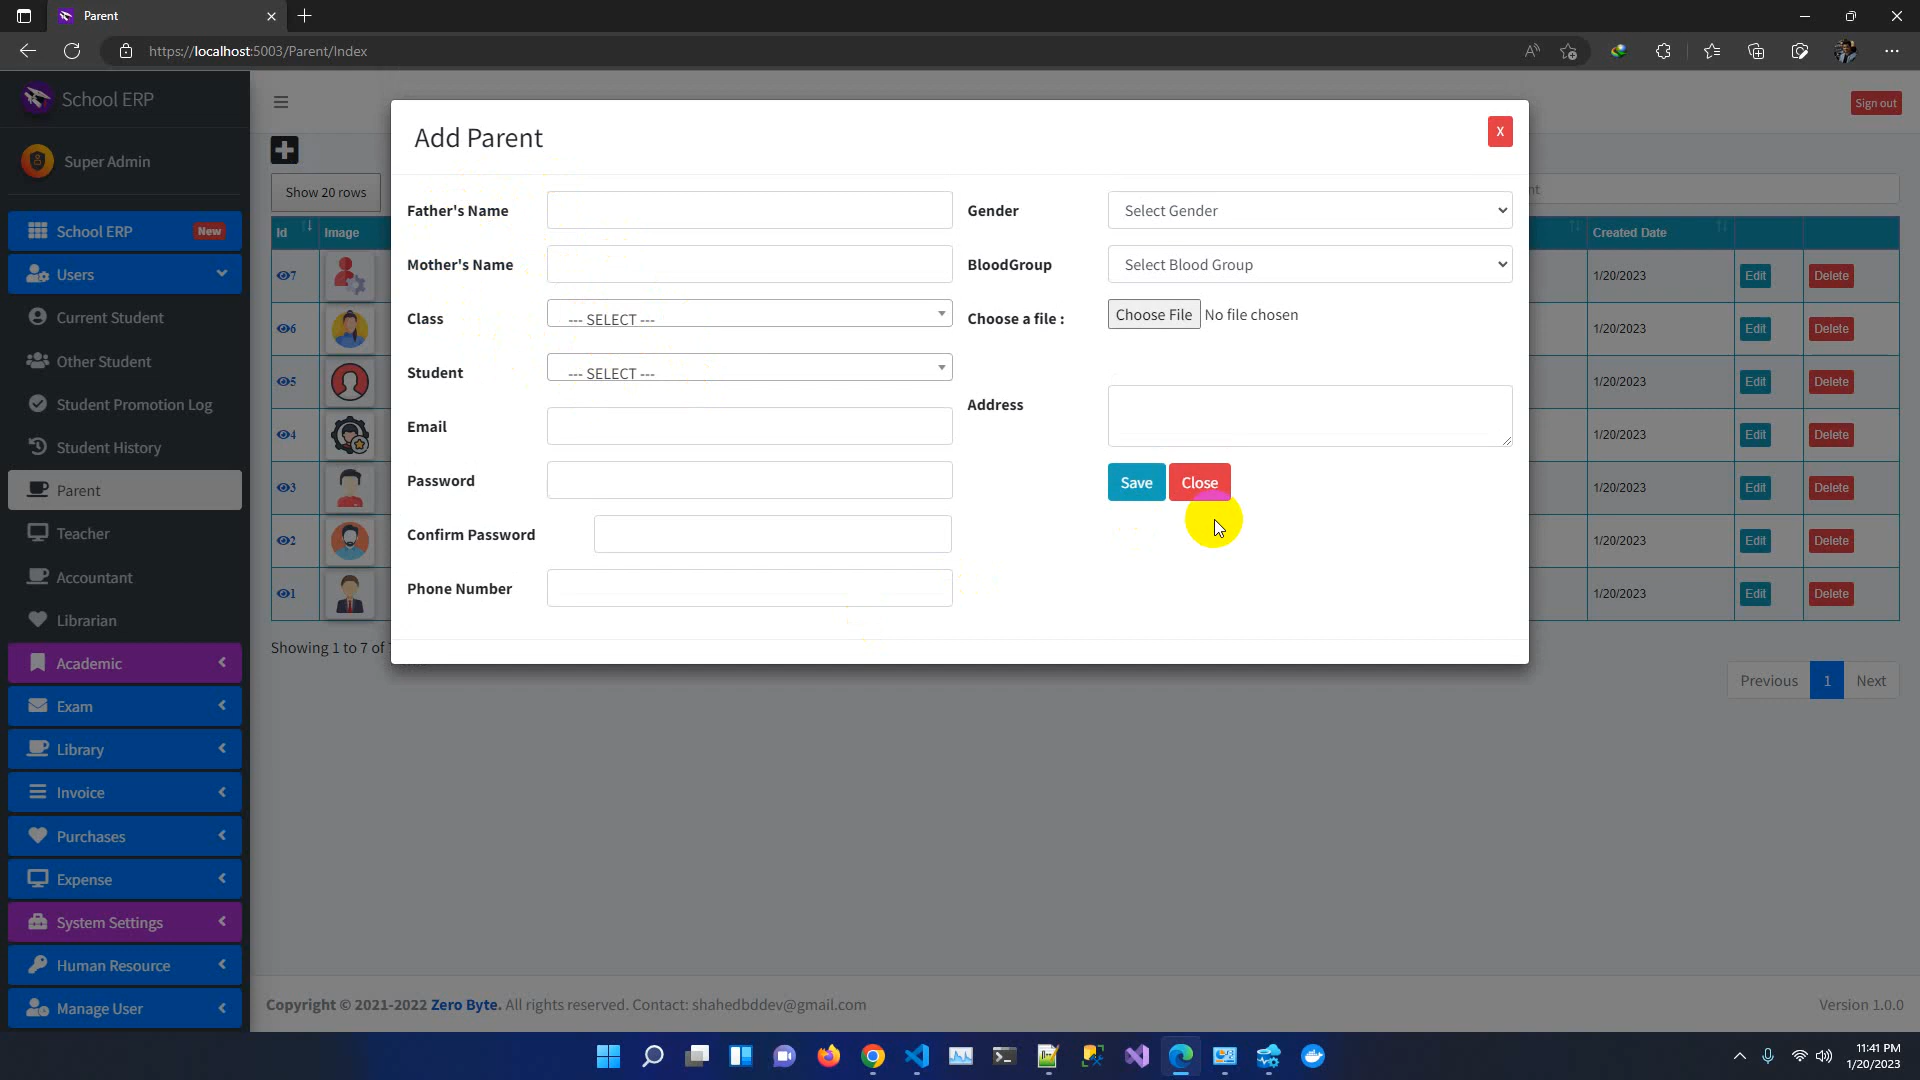 Parent
https://localhost:5003/Parent/Index
School ERP
Sign out
Super Admin
School ERP New
Users
Current Student
Other Student
Student Promotion Log
Student History
Parent
Teacher
Accountant
Librarian
Academic
Exam
Library
Invoice
Purchases
Expense
System Settings
Human Resource
Manage User
Show 20 rows
Id Image Created Date
7 1/20/2023 Edit Delete
6 1/20/2023 Edit Delete
5 1/20/2023 Edit Delete
4 1/20/2023 Edit Delete
3 1/20/2023 Edit Delete
2 1/20/2023 Edit Delete
1 1/20/2023 Edit Delete
Showing 1 to 7 of
Previous 1 Next
Add Parent X
Father's Name
Mother's Name
Class --- SELECT ---
Student --- SELECT ---
Email
Password
Confirm Password
Phone Number
Gender Select Gender
BloodGroup Select Blood Group
Choose a file : Choose File No file chosen
Address
Save Close
Copyright © 2021-2022 Zero Byte. All rights reserved. Contact: shahedbddev@gmail.com
Version 1.0.0
11:41 PM
1/20/2023